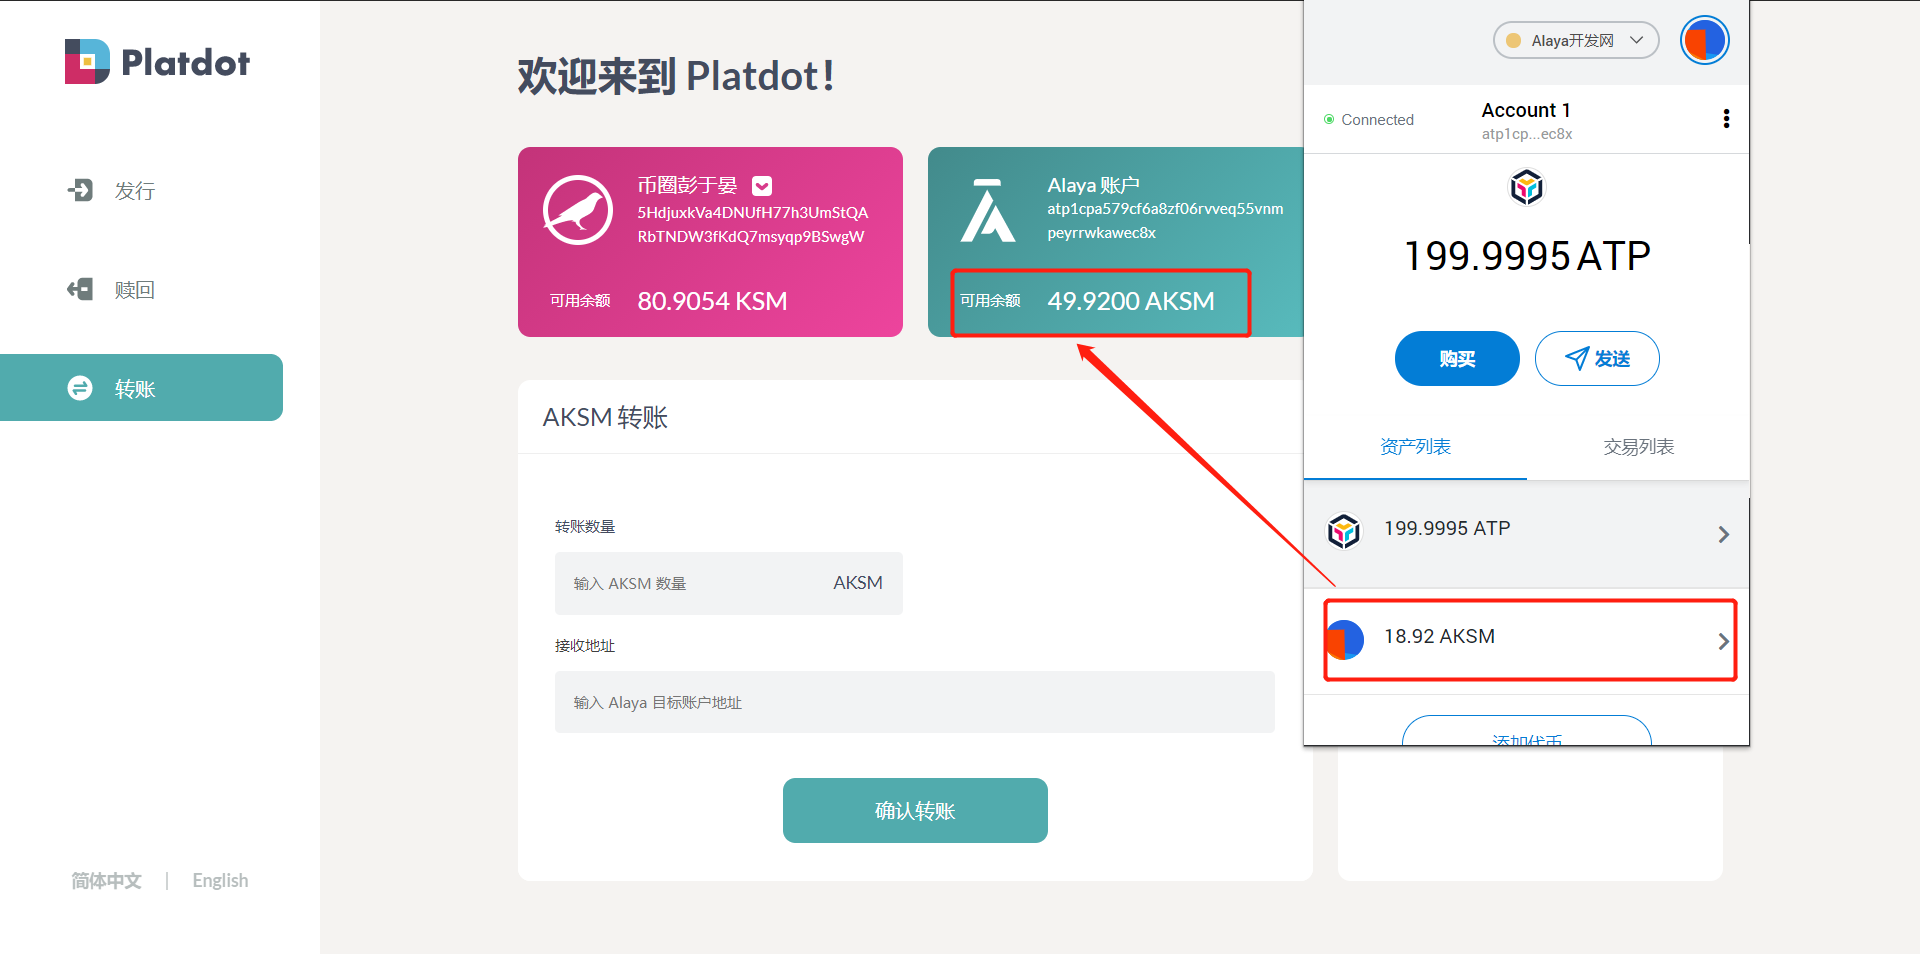 Platdot
发行
赎回
转账
简体中文 | English
欢迎来到 Platdot！
币圈彭于晏
5HdjuxkVa4DNUfH77h3UmStQA
RbTNDW3fKdQ7msyqp9BSwgW
可用余额 80.9054 KSM
Alaya 账户
atp1cpa579cf6a8zf06rvveq55vnm
peyrrwkawec8x
可用余额 49.9200 AKSM
AKSM 转账
转账数量
输入 AKSM 数量 AKSM
接收地址
输入 Alaya 目标账户地址
确认转账
Alaya开发网
Connected
Account 1
atp1cp...ec8x
199.9995 ATP
购买 发送
资产列表 交易列表
199.9995 ATP
18.92 AKSM
添加代币